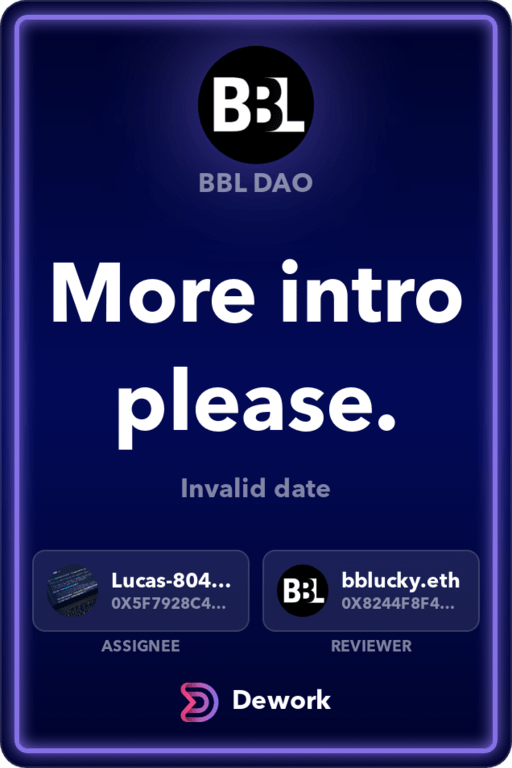 BBL
BBL DAO
More intro
please.
Invalid date
Lucas-804...
0X5F7928C4...
ASSIGNEE
BBL
bblucky.eth
0X8244F8F4...
REVIEWER
Dework